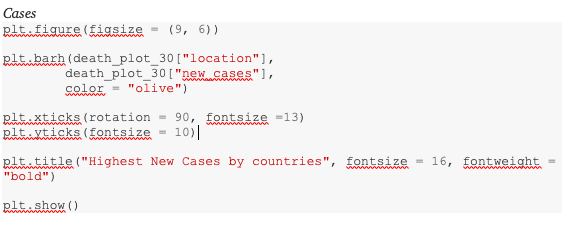 Cases
plt.figure(figsize = (9, 6))
plt.barh(death_plot_30["location"],
death_plot_30["new_cases"],
color = "olive")
plt.xticks(rotation = 90, fontsize =13)
plt.yticks(fontsize = 10)
plt.title("Highest New Cases by countries", fontsize = 16, fontweight =
"bold")
plt.show()